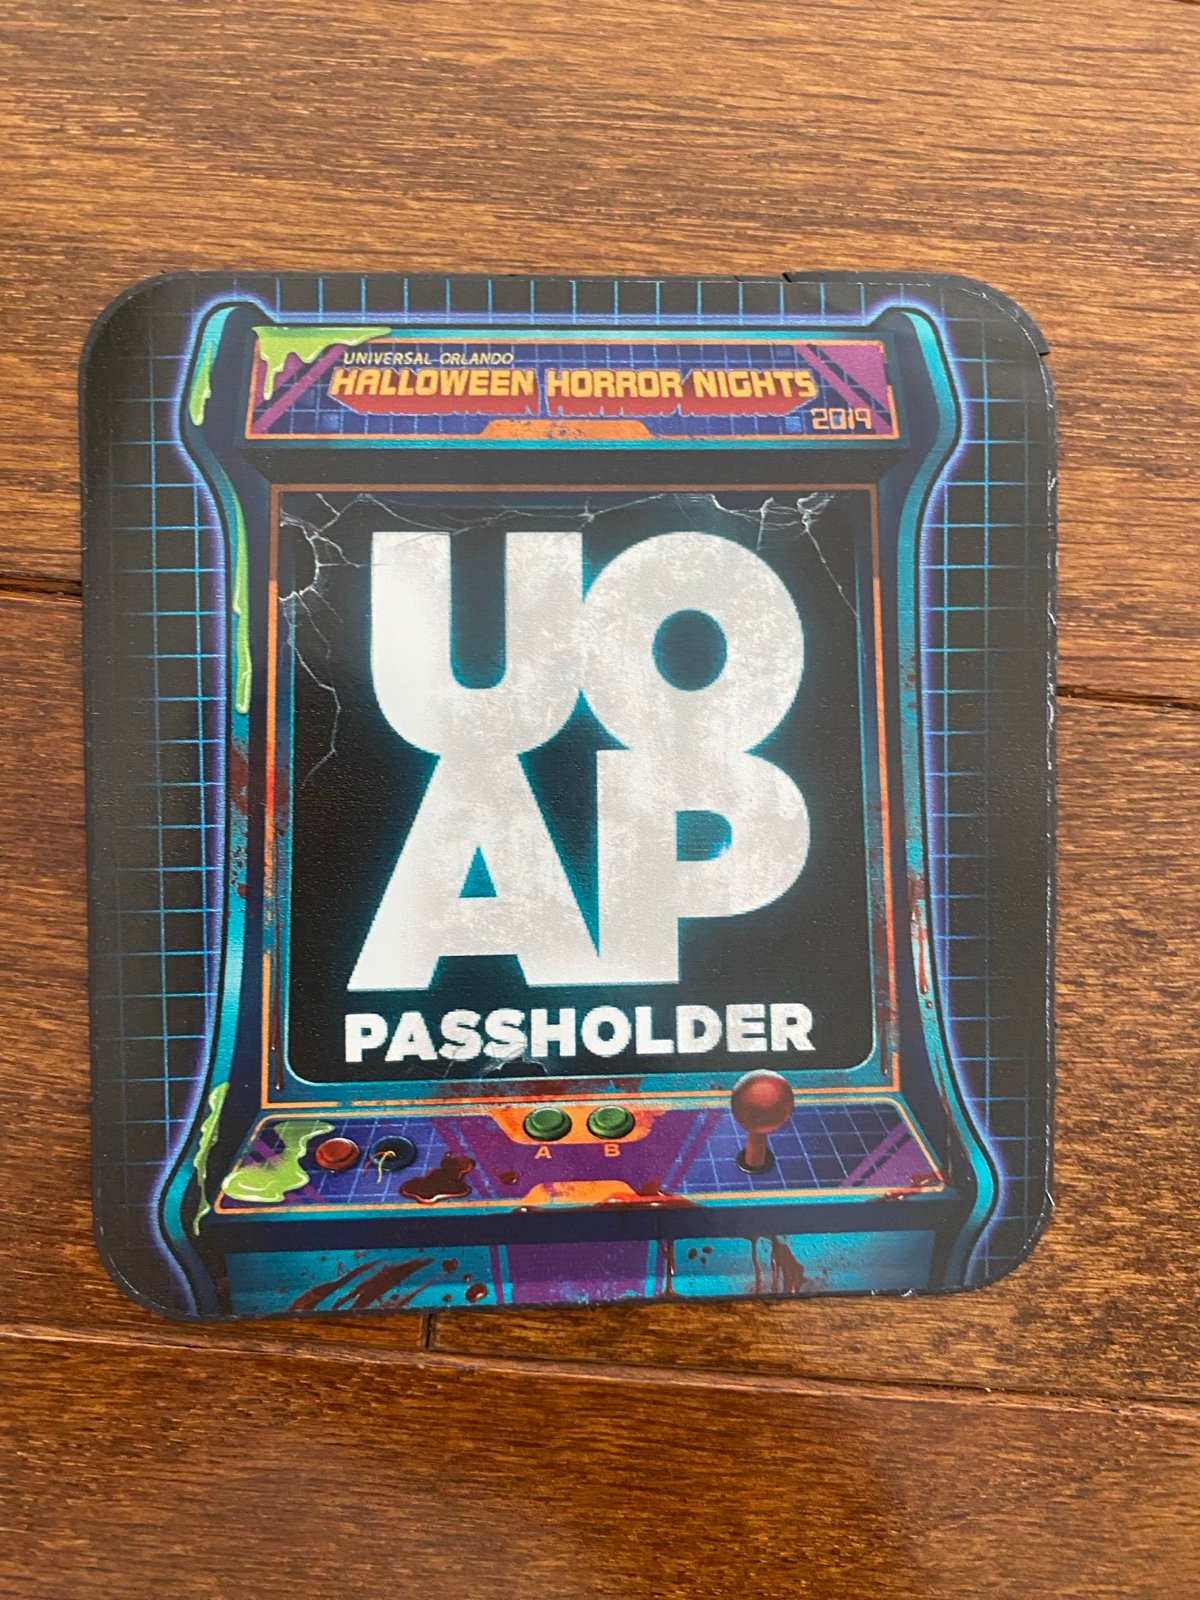 UNIVERSAL ORLANDO
HALLOWEEN HORROR NIGHTS
2019
UO
AP
PASSHOLDER
A B